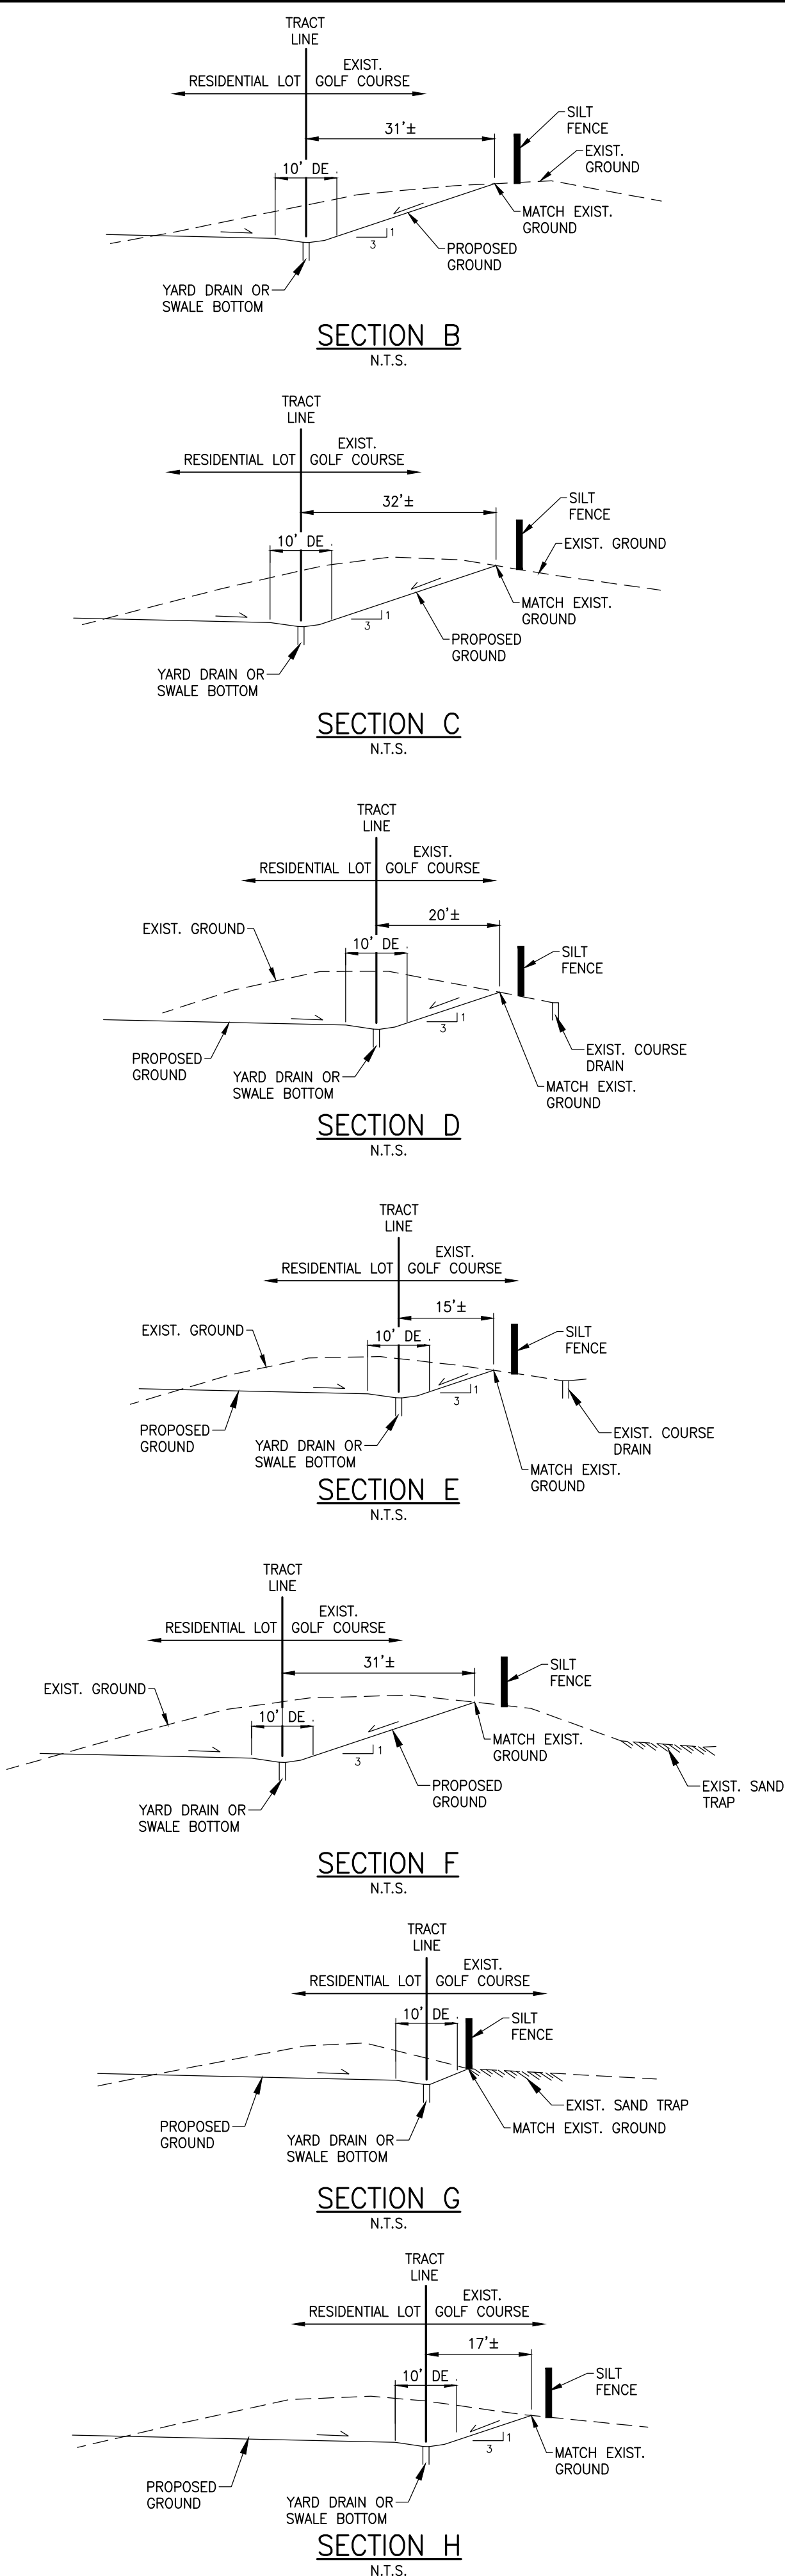 TRACT
LINE
EXIST.
RESIDENTIAL LOT GOLF COURSE
31'±
SILT
FENCE
EXIST.
GROUND
10' DE .
MATCH EXIST.
GROUND
1
3
PROPOSED
GROUND
YARD DRAIN OR
SWALE BOTTOM
SECTION B
N.T.S.
TRACT
LINE
EXIST.
RESIDENTIAL LOT GOLF COURSE
32'±
SILT
FENCE
EXIST. GROUND
10' DE .
MATCH EXIST.
GROUND
1
3
PROPOSED
GROUND
YARD DRAIN OR
SWALE BOTTOM
SECTION C
N.T.S.
TRACT
LINE
EXIST.
RESIDENTIAL LOT GOLF COURSE
20'±
EXIST. GROUND
10' DE .
SILT
FENCE
1
3
EXIST. COURSE
DRAIN
PROPOSED
GROUND
YARD DRAIN OR
SWALE BOTTOM
MATCH EXIST.
GROUND
SECTION D
N.T.S.
TRACT
LINE
EXIST.
RESIDENTIAL LOT GOLF COURSE
15'±
EXIST. GROUND
10' DE .
SILT
FENCE
1
3
PROPOSED
GROUND
EXIST. COURSE
DRAIN
YARD DRAIN OR
SWALE BOTTOM
MATCH EXIST.
GROUND
SECTION E
N.T.S.
TRACT
LINE
EXIST.
RESIDENTIAL LOT GOLF COURSE
31'±
SILT
FENCE
EXIST. GROUND
10' DE .
MATCH EXIST.
GROUND
1
3
PROPOSED
GROUND
EXIST. SAND
TRAP
YARD DRAIN OR
SWALE BOTTOM
SECTION F
N.T.S.
TRACT
LINE
EXIST.
RESIDENTIAL LOT GOLF COURSE
10' DE .
SILT
FENCE
EXIST. SAND TRAP
PROPOSED
GROUND
MATCH EXIST. GROUND
YARD DRAIN OR
SWALE BOTTOM
SECTION G
N.T.S.
TRACT
LINE
EXIST.
RESIDENTIAL LOT GOLF COURSE
17'±
10' DE .
SILT
FENCE
1
3
MATCH EXIST.
GROUND
PROPOSED
GROUND
YARD DRAIN OR
SWALE BOTTOM
SECTION H
N.T.S.